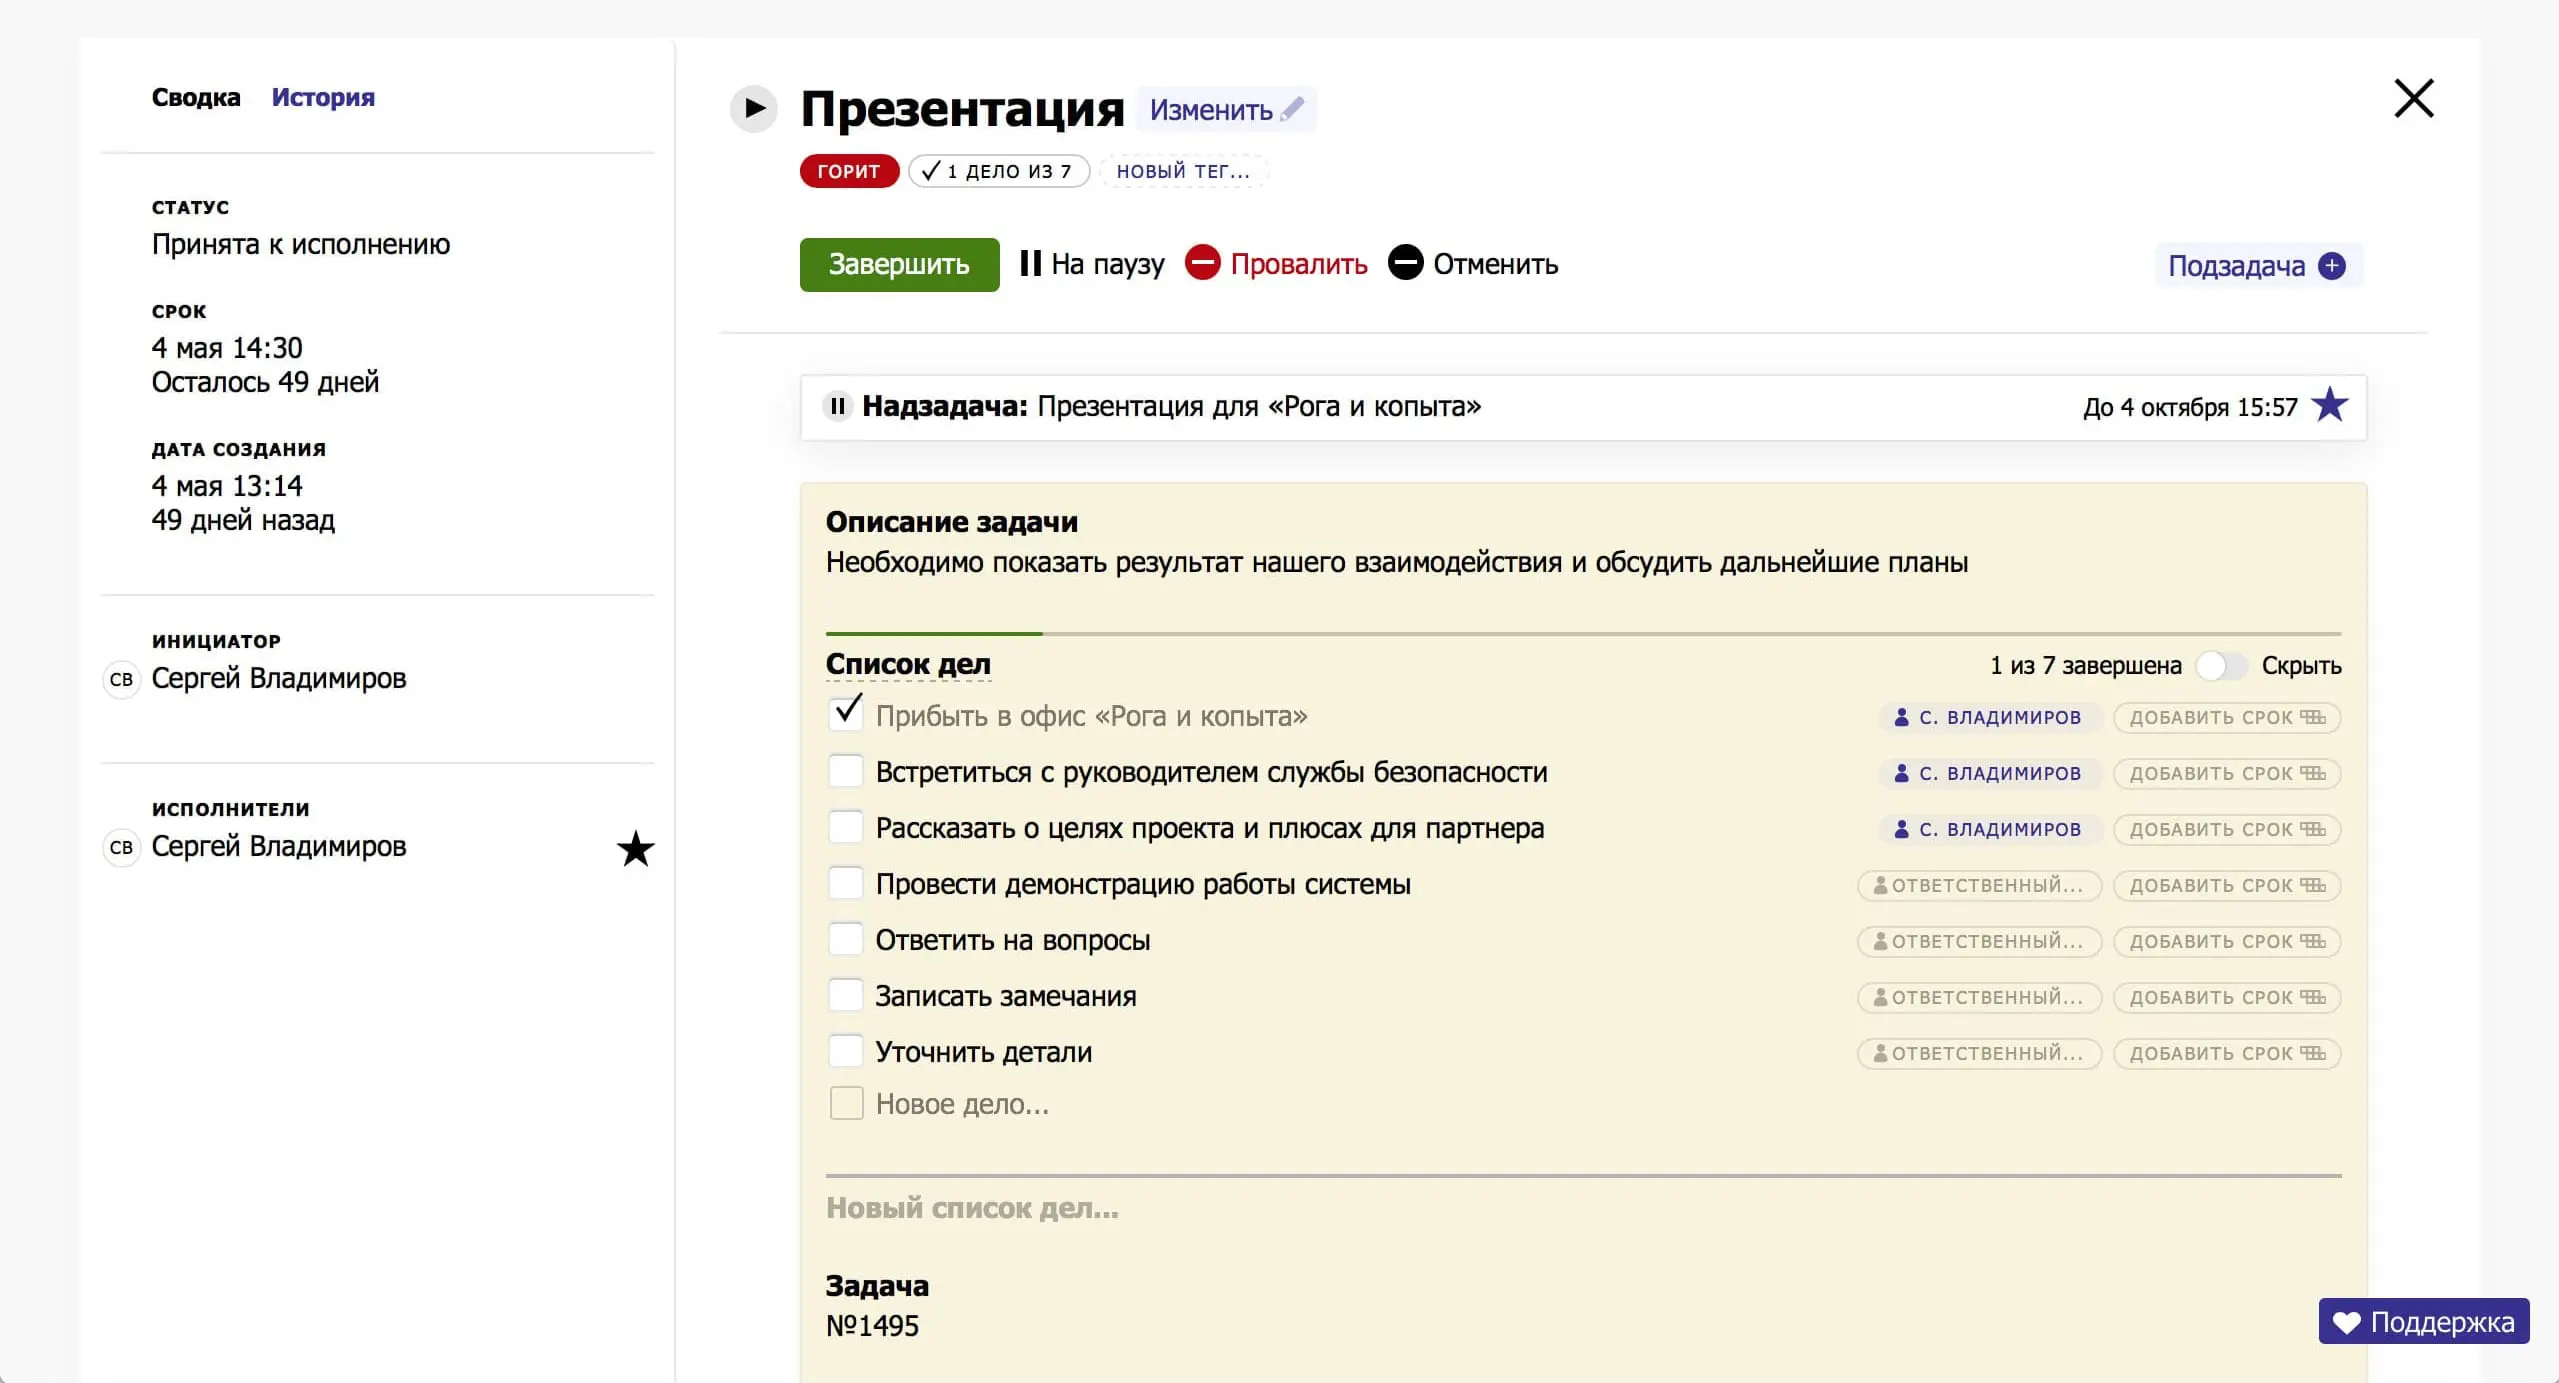 Сводка История
СТАТУС
Принята к исполнению
СРОК
4 мая 14:30
Осталось 49 дней
ДАТА СОЗДАНИЯ
4 мая 13:14
49 дней назад
ИНИЦИАТОР
СВ Сергей Владимиров
ИСПОЛНИТЕЛИ
СВ Сергей Владимиров
Презентация Изменить
ГОРИТ 1 ДЕЛО ИЗ 7 НОВЫЙ ТЕГ...
Завершить На паузу Провалить Отменить Подзадача
Надзадача: Презентация для «Рога и копыта» До 4 октября 15:57
Описание задачи
Необходимо показать результат нашего взаимодействия и обсудить дальнейшие планы
Список дел 1 из 7 завершена Скрыть
Прибыть в офис «Рога и копыта» С. ВЛАДИМИРОВ ДОБАВИТЬ СРОК
Встретиться с руководителем службы безопасности С. ВЛАДИМИРОВ ДОБАВИТЬ СРОК
Рассказать о целях проекта и плюсах для партнера С. ВЛАДИМИРОВ ДОБАВИТЬ СРОК
Провести демонстрацию работы системы ОТВЕТСТВЕННЫЙ... ДОБАВИТЬ СРОК
Ответить на вопросы ОТВЕТСТВЕННЫЙ... ДОБАВИТЬ СРОК
Записать замечания ОТВЕТСТВЕННЫЙ... ДОБАВИТЬ СРОК
Уточнить детали ОТВЕТСТВЕННЫЙ... ДОБАВИТЬ СРОК
Новое дело...
Новый список дел...
Задача
№1495
Поддержка